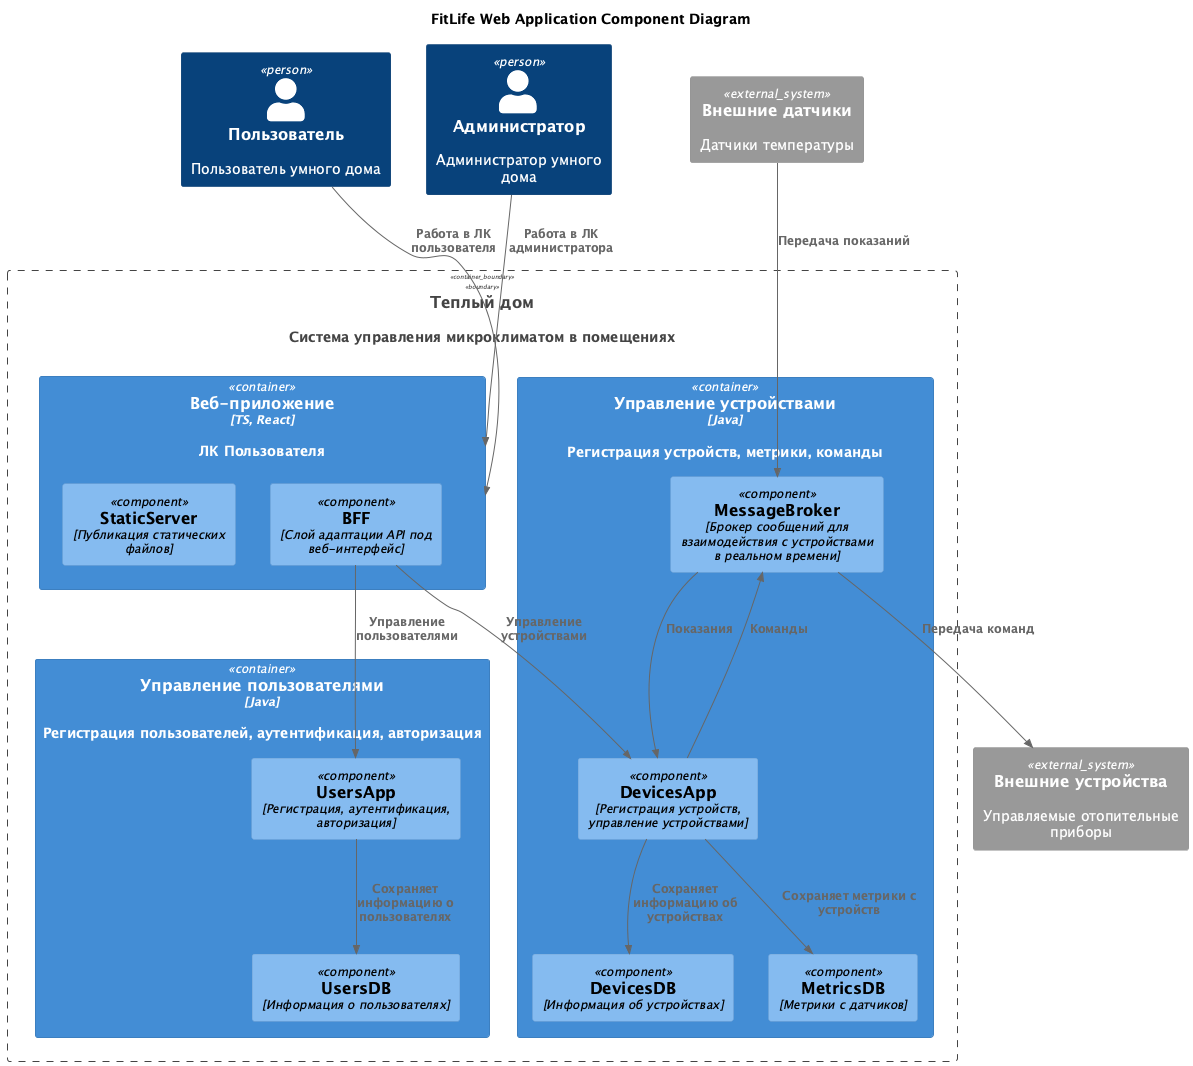 FitLife Web Application Component Diagram
«person»
Пользователь
Пользователь умного дома
«person»
Администратор
Администратор умного
дома
«external_system»
Внешние датчики
Датчики температуры
Работа в ЛК
пользователя
Работа в ЛК
администратора
Передача показаний
«container_boundary»
«boundary»
Теплый дом
Система управления микроклиматом в помещениях
«container»
Веб-приложение
[TS, React]
ЛК Пользователя
«component»
StaticServer
[Публикация статических
файлов]
«component»
BFF
[Слой адаптации API под
веб-интерфейс]
«container»
Управление устройствами
[Java]
Регистрация устройств, метрики, команды
«component»
MessageBroker
[Брокер сообщений для
взаимодействия с устройствами
в реальном времени]
Управление
пользователями
Управление
устройствами
Показания
Команды
Передача команд
«container»
Управление пользователями
[Java]
Регистрация пользователей, аутентификация, авторизация
«component»
UsersApp
[Регистрация, аутентификация,
авторизация]
«component»
DevicesApp
[Регистрация устройств,
управление устройствами]
«external_system»
Внешние устройства
Управляемые отопительные
приборы
Сохраняет
информацию о
пользователях
Сохраняет
информацию об
устройствах
Сохраняет метрики с
устройств
«component»
UsersDB
[Информация о пользователях]
«component»
DevicesDB
[Информация об устройствах]
«component»
MetricsDB
[Метрики с датчиков]